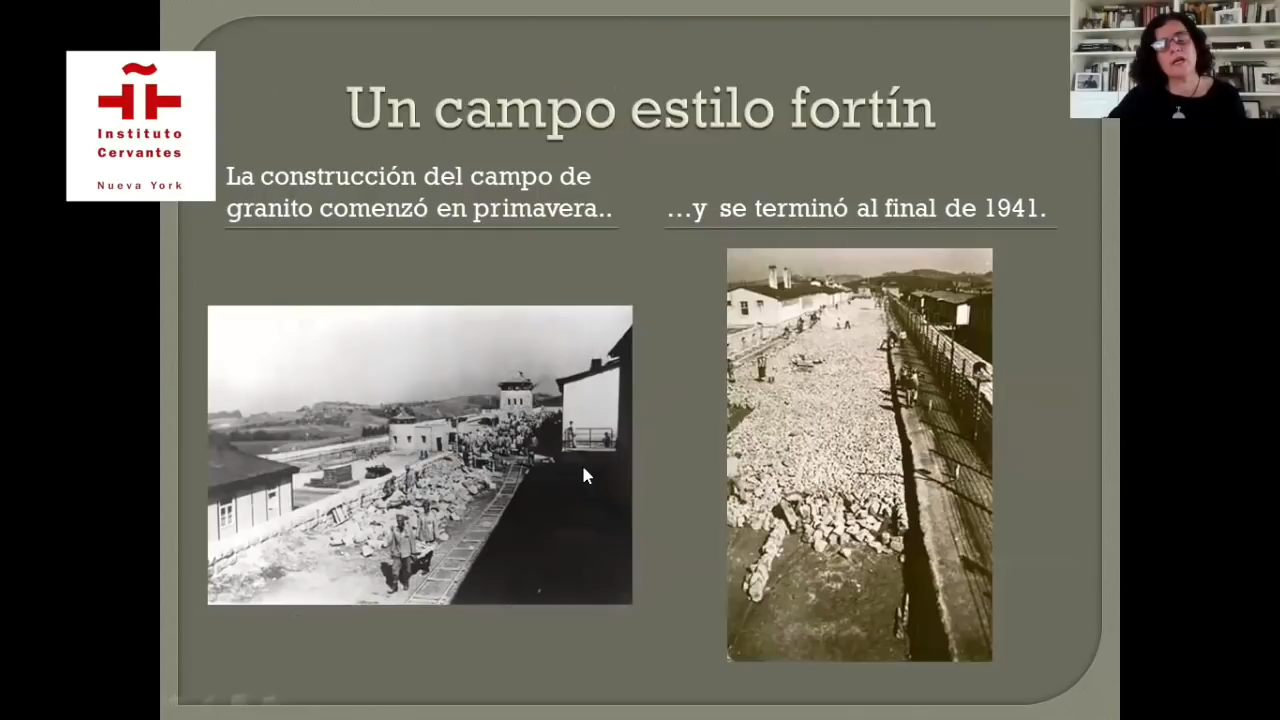 Instituto
Cervantes
Nueva York
Un campo estilo fortín
La construcción del campo de
granito comenzó en primavera..
...y se terminó al final de 1941.